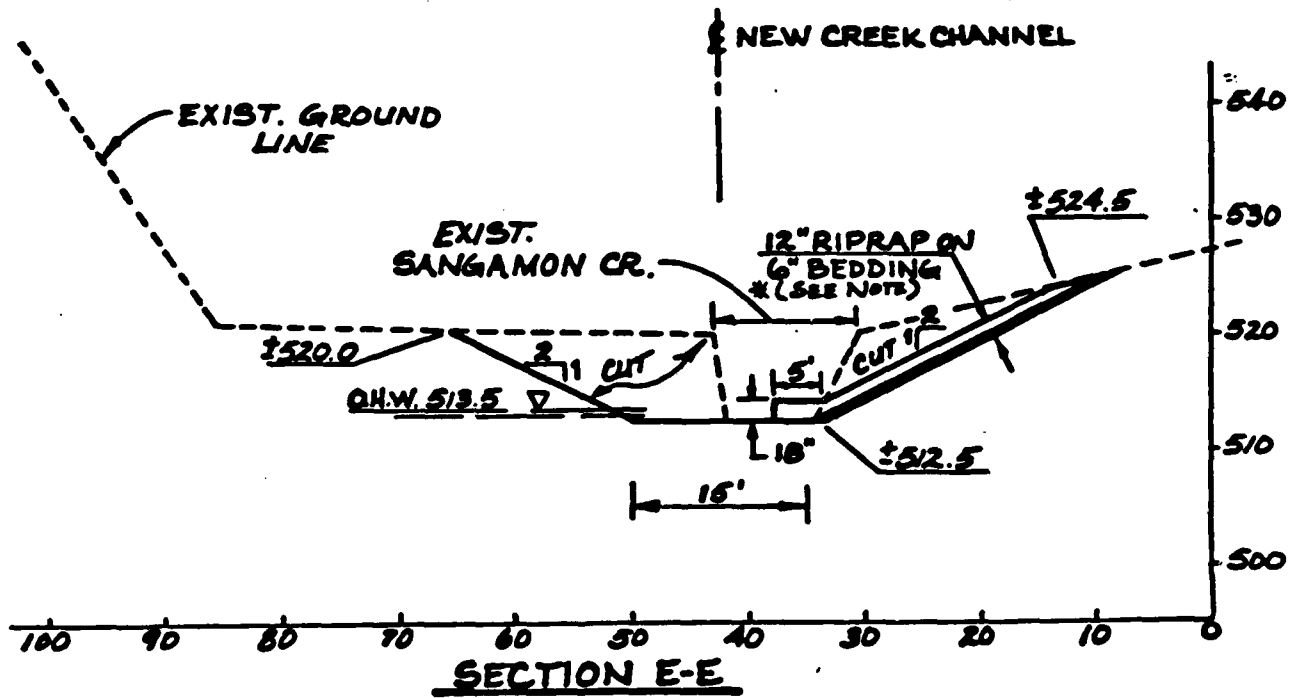 ℄ NEW CREEK CHANNEL
EXIST. GROUND
LINE
540
±524.5
530
EXIST.
SANGAMON CR.
12" RIPRAP ON
6" BEDDING
* (SEE NOTE)
520
±520.0
2
1
CUT
5'
CUT
1
2
O.H.W. 513.5
18"
±512.5
510
15'
500
100 90 80 70 60 50 40 30 20 10 0
SECTION E-E